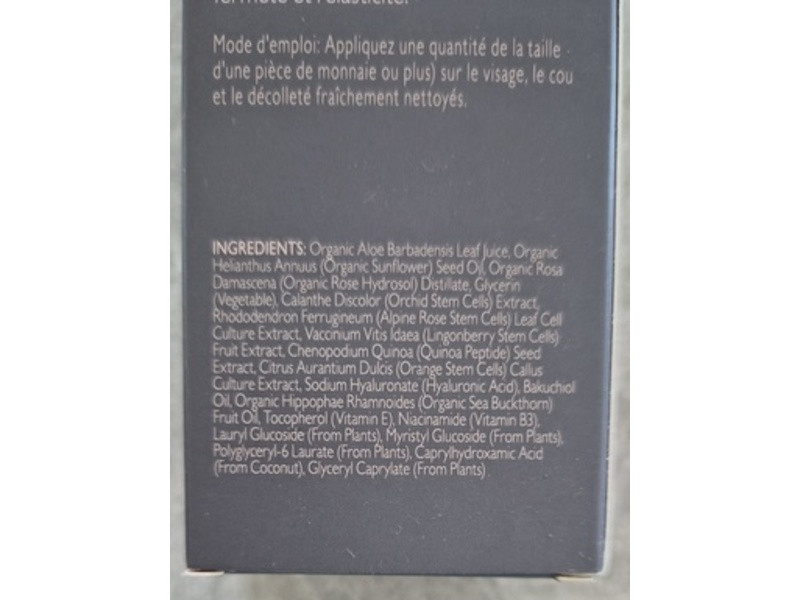 fermeté et l'élasticité.
Mode d'emploi: Appliquez une quantité de la taille
d'une pièce de monnaie ou plus) sur le visage, le cou
et le décolleté fraîchement nettoyés.
INGREDIENTS: Organic Aloe Barbadensis Leaf Juice, Organic
Helianthus Annuus (Organic Sunflower) Seed Oil, Organic Rosa
Damascena (Organic Rose Hydrosol) Distillate, Glycerin
(Vegetable), Calanthe Discolor (Orchid Stem Cells) Extract,
Rhododendron Ferrugineum (Alpine Rose Stem Cells) Leaf Cell
Culture Extract, Vaccinium Vitis Idaea (Lingonberry Stem Cells)
Fruit Extract, Chenopodium Quinoa (Quinoa Peptide) Seed
Extract, Citrus Aurantium Dulcis (Orange Stem Cells) Callus
Culture Extract, Sodium Hyaluronate (Hyaluronic Acid), Bakuchiol
Oil, Organic Hippophae Rhamnoides (Organic Sea Buckthorn)
Fruit Oil, Tocopherol (Vitamin E), Niacinamide (Vitamin B3),
Lauryl Glucoside (From Plants), Myristyl Glucoside (From Plants),
Polyglyceryl-6 Laurate (From Plants), Caprylhydroxamic Acid
(From Coconut), Glyceryl Caprylate (From Plants)